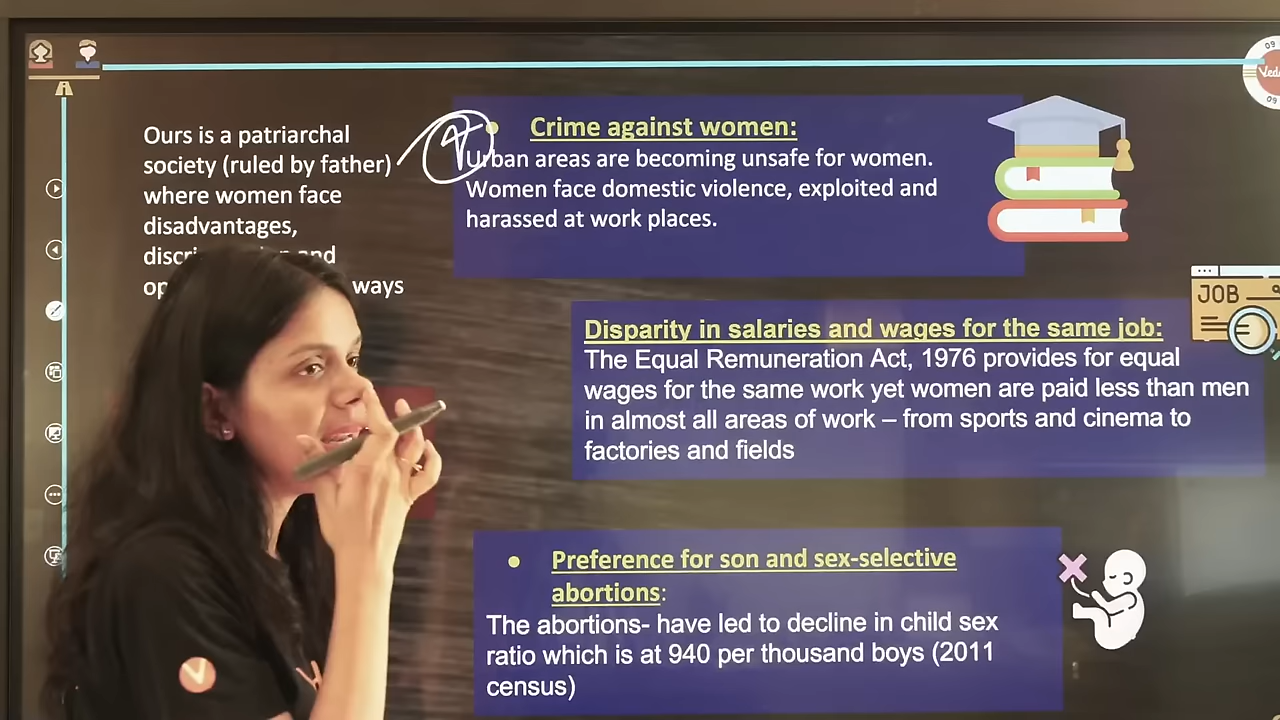 Ours is a patriarchal
society (ruled by father)
where women face
disadvantages,
and
ways
Crime against women:
Urban areas are becoming unsafe for women.
Women face domestic violence, exploited and
harassed at work places.
JOB
Disparity in salaries and wages for the same job:
The Equal Remuneration Act, 1976 provides for equal
wages for the same work yet women are paid less than men
in almost all areas of work – from sports and cinema to
factories and fields
Preference for son and sex-selective
abortions:
The abortions- have led to decline in child sex
ratio which is at 940 per thousand boys (2011
census)